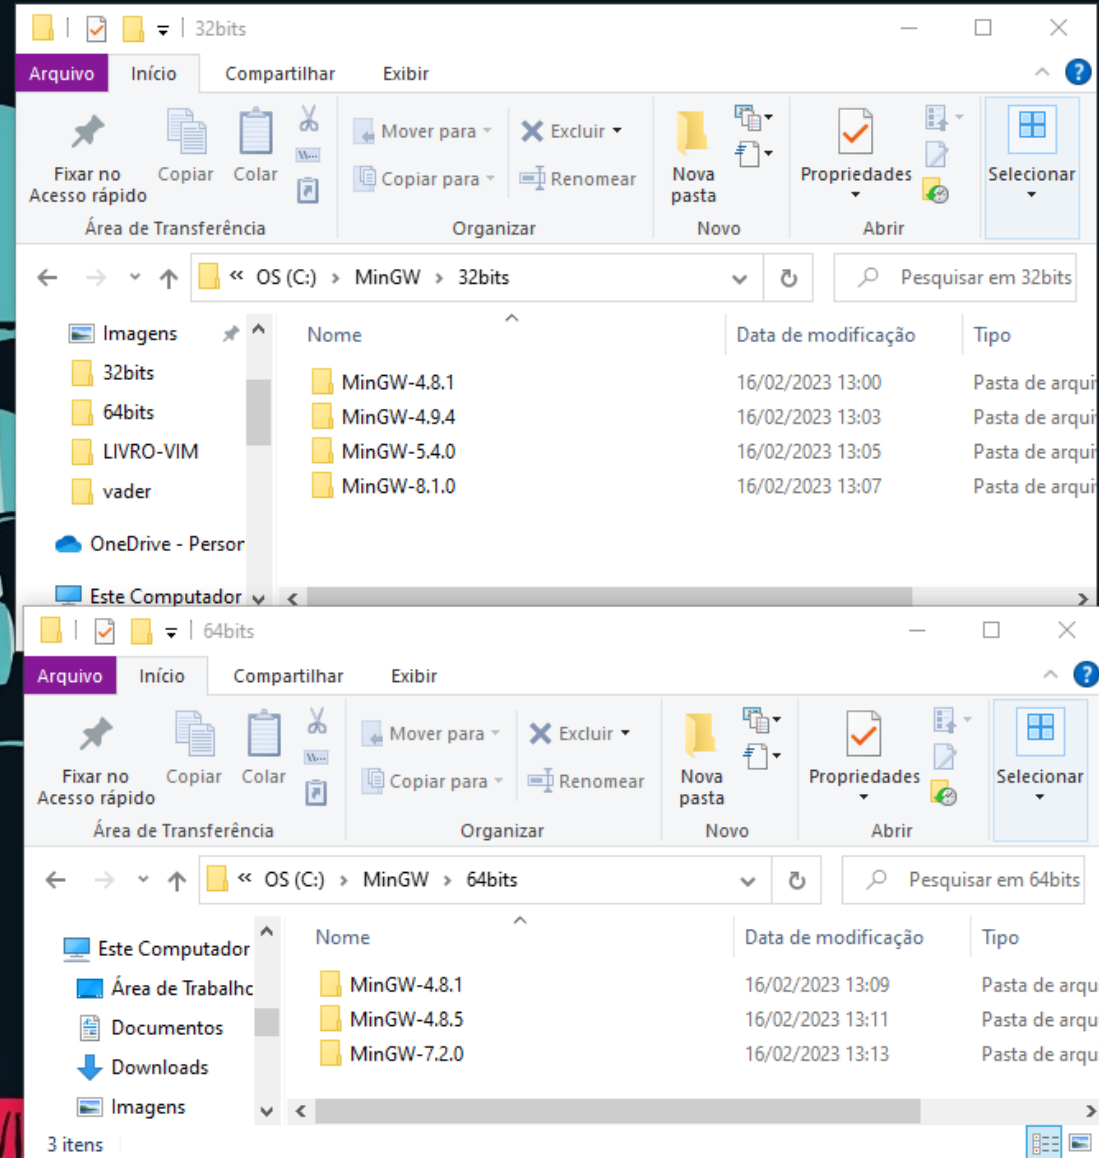 32bits
Arquivo Início Compartilhar Exibir
Mover para Excluir
Fixar no Acesso rápido Copiar Colar Copiar para Renomear Nova pasta Propriedades Selecionar
Área de Transferência Organizar Novo Abrir
« OS (C:) › MinGW › 32bits Pesquisar em 32bits
Imagens Nome Data de modificação Tipo
32bits MinGW-4.8.1 16/02/2023 13:00 Pasta de arqui
64bits MinGW-4.9.4 16/02/2023 13:03 Pasta de arqui
LIVRO-VIM MinGW-5.4.0 16/02/2023 13:05 Pasta de arqui
vader MinGW-8.1.0 16/02/2023 13:07 Pasta de arqui
OneDrive - Person
Este Computador
64bits
Arquivo Início Compartilhar Exibir
Mover para Excluir
Fixar no Acesso rápido Copiar Colar Copiar para Renomear Nova pasta Propriedades Selecionar
Área de Transferência Organizar Novo Abrir
« OS (C:) › MinGW › 64bits Pesquisar em 64bits
Este Computador Nome Data de modificação Tipo
Área de Trabalho MinGW-4.8.1 16/02/2023 13:09 Pasta de arqu
Documentos MinGW-4.8.5 16/02/2023 13:11 Pasta de arqu
Downloads MinGW-7.2.0 16/02/2023 13:13 Pasta de arqu
Imagens
3 itens